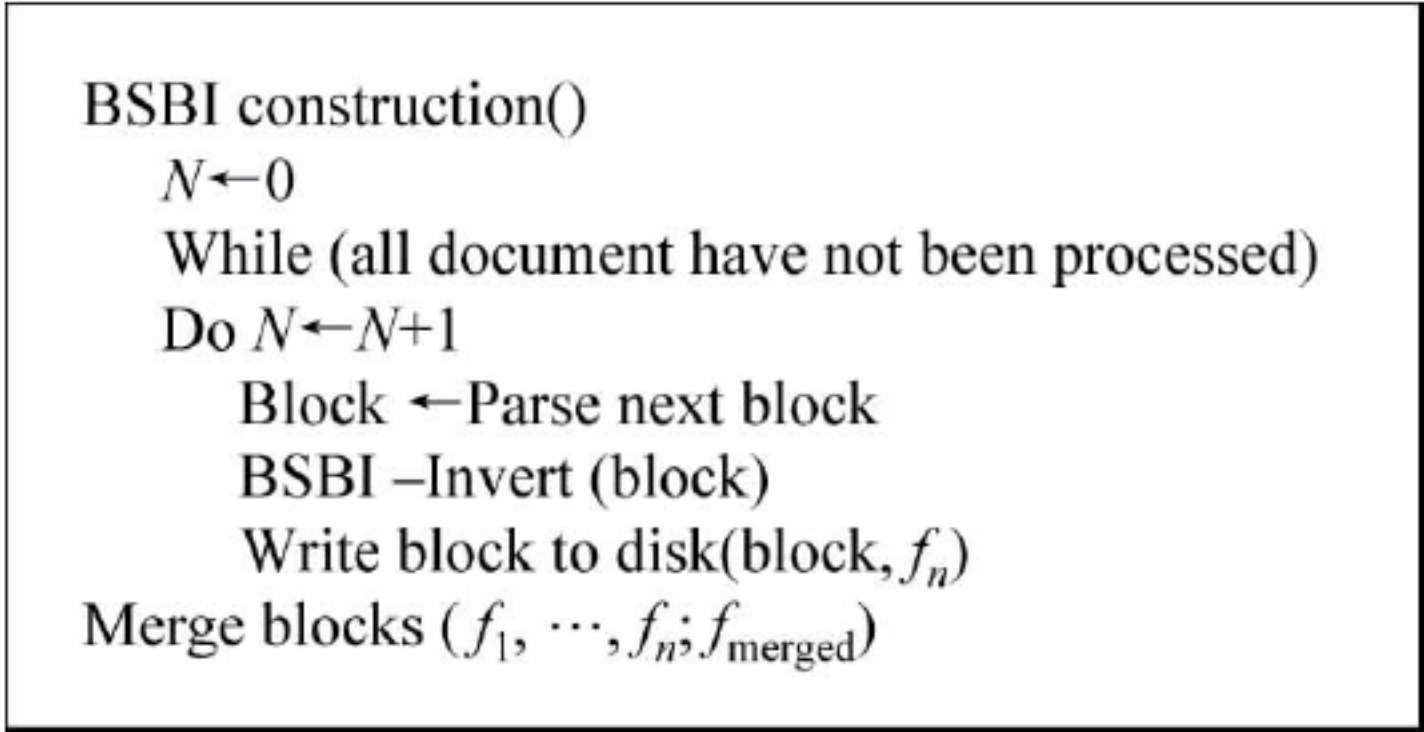 BSBI construction()
N←0
While (all document have not been processed)
Do N←N+1
Block ←Parse next block
BSBI –Invert (block)
Write block to disk(block, fn)
Merge blocks (f1, ⋯, fn; fmerged)